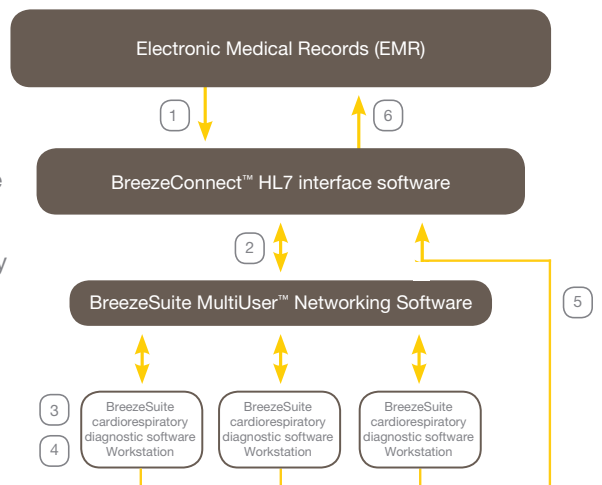 Electronic Medical Records (EMR)
1
6
e
BreezeConnect™ HL7 interface software
2
y
5
BreezeSuite MultiUser™ Networking Software
3
4
BreezeSuite
cardiorespiratory
diagnostic software
Workstation
BreezeSuite
cardiorespiratory
diagnostic software
Workstation
BreezeSuite
cardiorespiratory
diagnostic software
Workstation